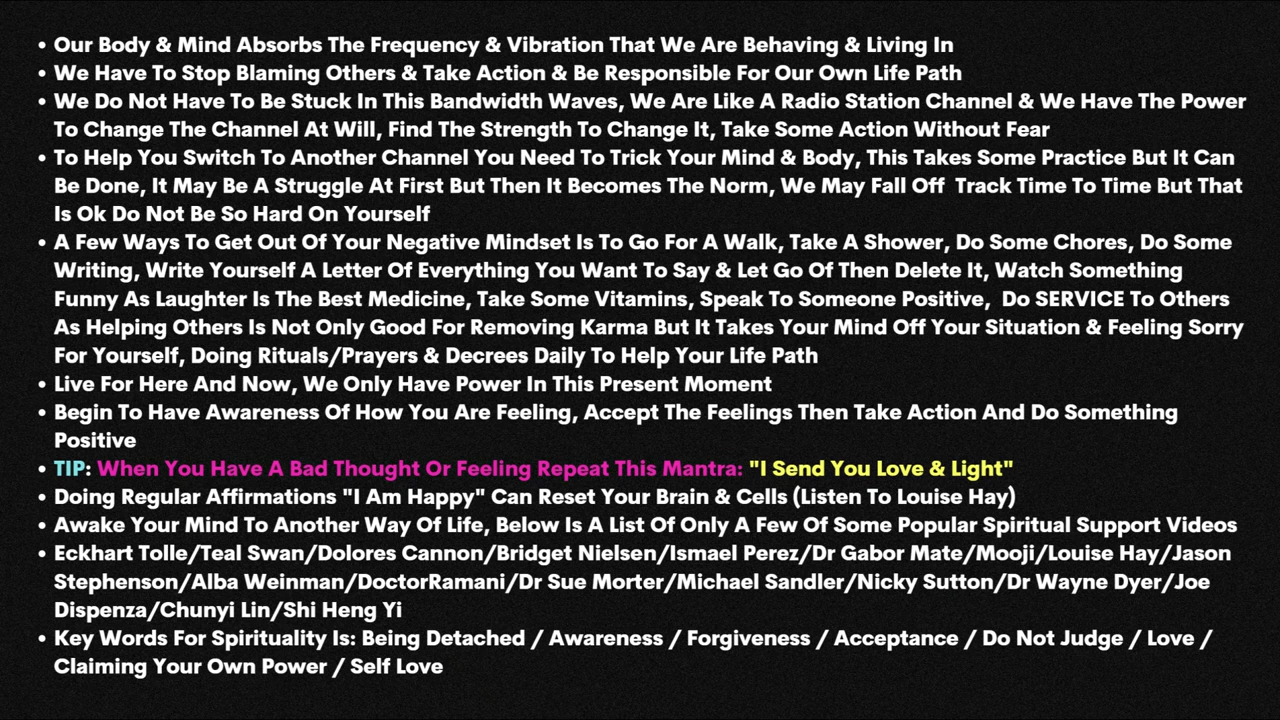 • Our Body & Mind Absorbs The Frequency & Vibration That We Are Behaving & Living In
• We Have To Stop Blaming Others & Take Action & Be Responsible For Our Own Life Path
• We Do Not Have To Be Stuck In This Bandwidth Waves, We Are Like A Radio Station Channel & We Have The Power
To Change The Channel At Will, Find The Strength To Change It, Take Some Action Without Fear
• To Help You Switch To Another Channel You Need To Trick Your Mind & Body, This Takes Some Practice But It Can
Be Done, It May Be A Struggle At First But Then It Becomes The Norm, We May Fall Off  Track Time To Time But That
Is Ok Do Not Be So Hard On Yourself
• A Few Ways To Get Out Of Your Negative Mindset Is To Go For A Walk, Take A Shower, Do Some Chores, Do Some
Writing, Write Yourself A Letter Of Everything You Want To Say & Let Go Of Then Delete It, Watch Something
Funny As Laughter Is The Best Medicine, Take Some Vitamins, Speak To Someone Positive,  Do SERVICE To Others
As Helping Others Is Not Only Good For Removing Karma But It Takes Your Mind Off Your Situation & Feeling Sorry
For Yourself, Doing Rituals/Prayers & Decrees Daily To Help Your Life Path
• Live For Here And Now, We Only Have Power In This Present Moment
• Begin To Have Awareness Of How You Are Feeling, Accept The Feelings Then Take Action And Do Something
Positive
• TIP: When You Have A Bad Thought Or Feeling Repeat This Mantra: "I Send You Love & Light"
• Doing Regular Affirmations "I Am Happy" Can Reset Your Brain & Cells (Listen To Louise Hay)
• Awake Your Mind To Another Way Of Life, Below Is A List Of Only A Few Of Some Popular Spiritual Support Videos
• Eckhart Tolle/Teal Swan/Dolores Cannon/Bridget Nielsen/Ismael Perez/Dr Gabor Mate/Mooji/Louise Hay/Jason
Stephenson/Alba Weinman/DoctorRamani/Dr Sue Morter/Michael Sandler/Nicky Sutton/Dr Wayne Dyer/Joe
Dispenza/Chunyi Lin/Shi Heng Yi
• Key Words For Spirituality Is: Being Detached / Awareness / Forgiveness / Acceptance / Do Not Judge / Love /
Claiming Your Own Power / Self Love